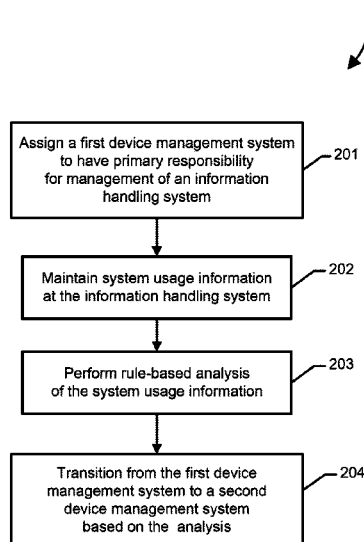 Assign a first device management system
to have primary responsibility
for management of an information
handling system
201
Maintain system usage information
at the information handling system
202
Perform rule-based analysis
of the system usage information
203
Transition from the first device
management system to a second
device management system
based on the analysis
204